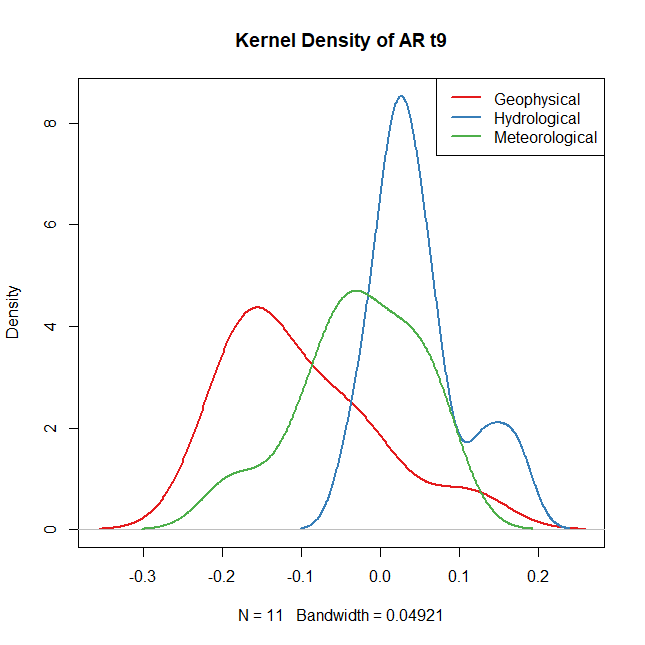 Kernel Density of AR t9
Geophysical
Hydrological
Meteorological
Density
8
6
4
2
0
-0.3 -0.2 -0.1 0.0 0.1 0.2
N = 11 Bandwidth = 0.04921